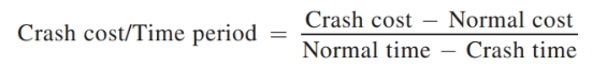 Crash cost/Time period = Crash cost − Normal cost
Normal time − Crash time